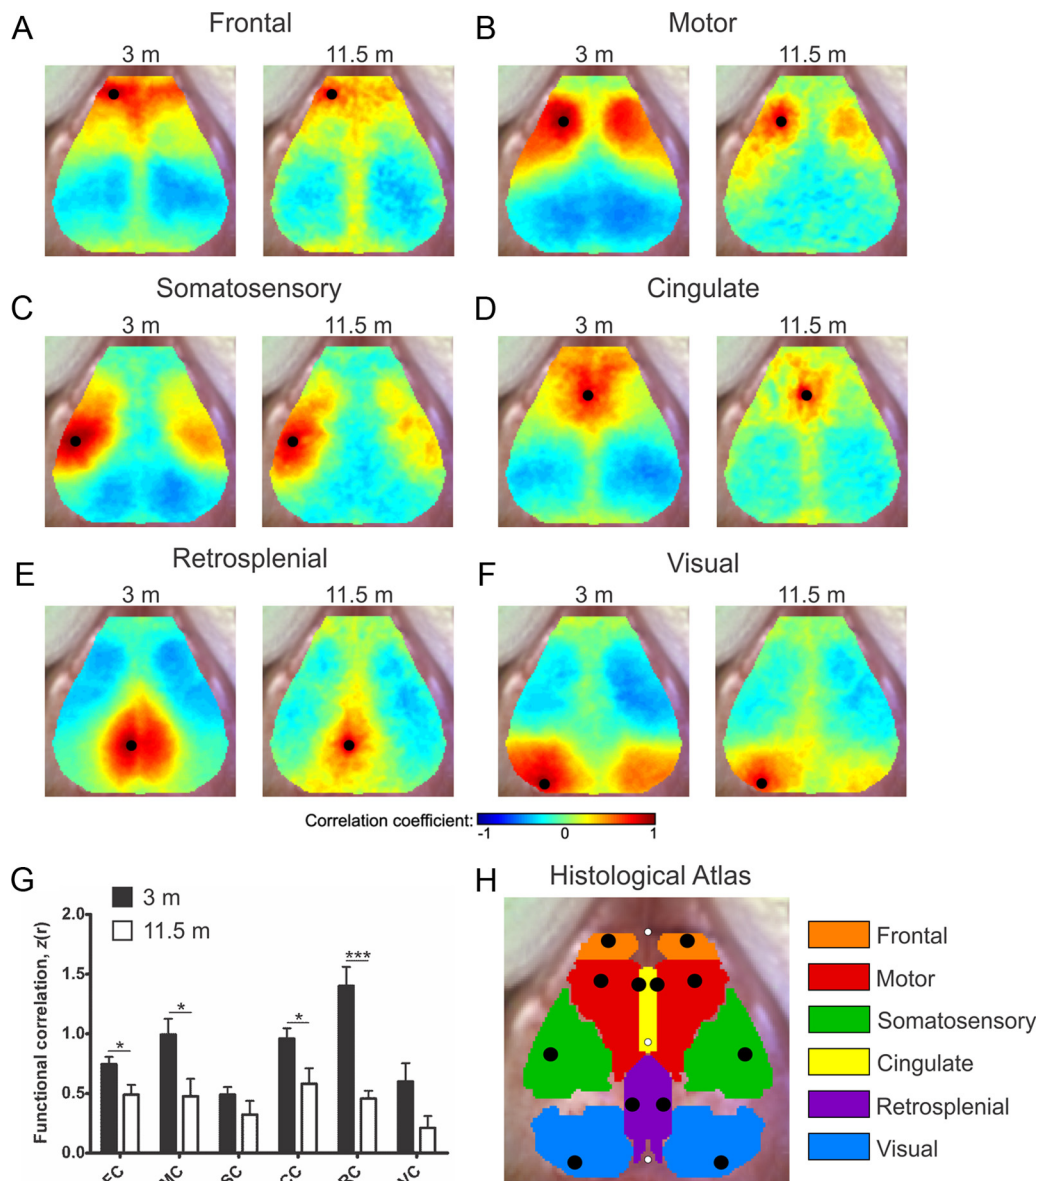 A Frontal
3 m 11.5 m
B Motor
3 m 11.5 m
C Somatosensory
3 m 11.5 m
D Cingulate
3 m 11.5 m
E Retrosplenial
3 m 11.5 m
F Visual
3 m 11.5 m
Correlation coefficient:
-1 0 1
G
3 m
11.5 m
Functional correlation, z(r)
2.0
1.5
1.0
0.5
0.0
* * * ***
H Histological Atlas
Frontal
Motor
Somatosensory
Cingulate
Retrosplenial
Visual